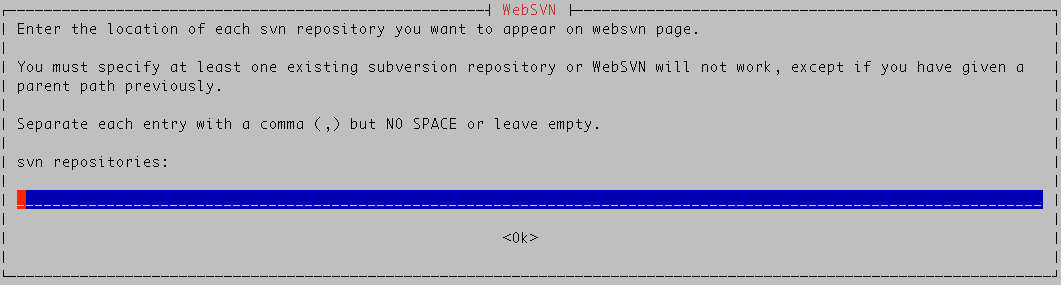 WebSVN
Enter the location of each svn repository you want to appear on websvn page.
You must specify at least one existing subversion repository or WebSVN will not work, except if you have given a
parent path previously.
Separate each entry with a comma (,) but NO SPACE or leave empty.
svn repositories:
<Ok>